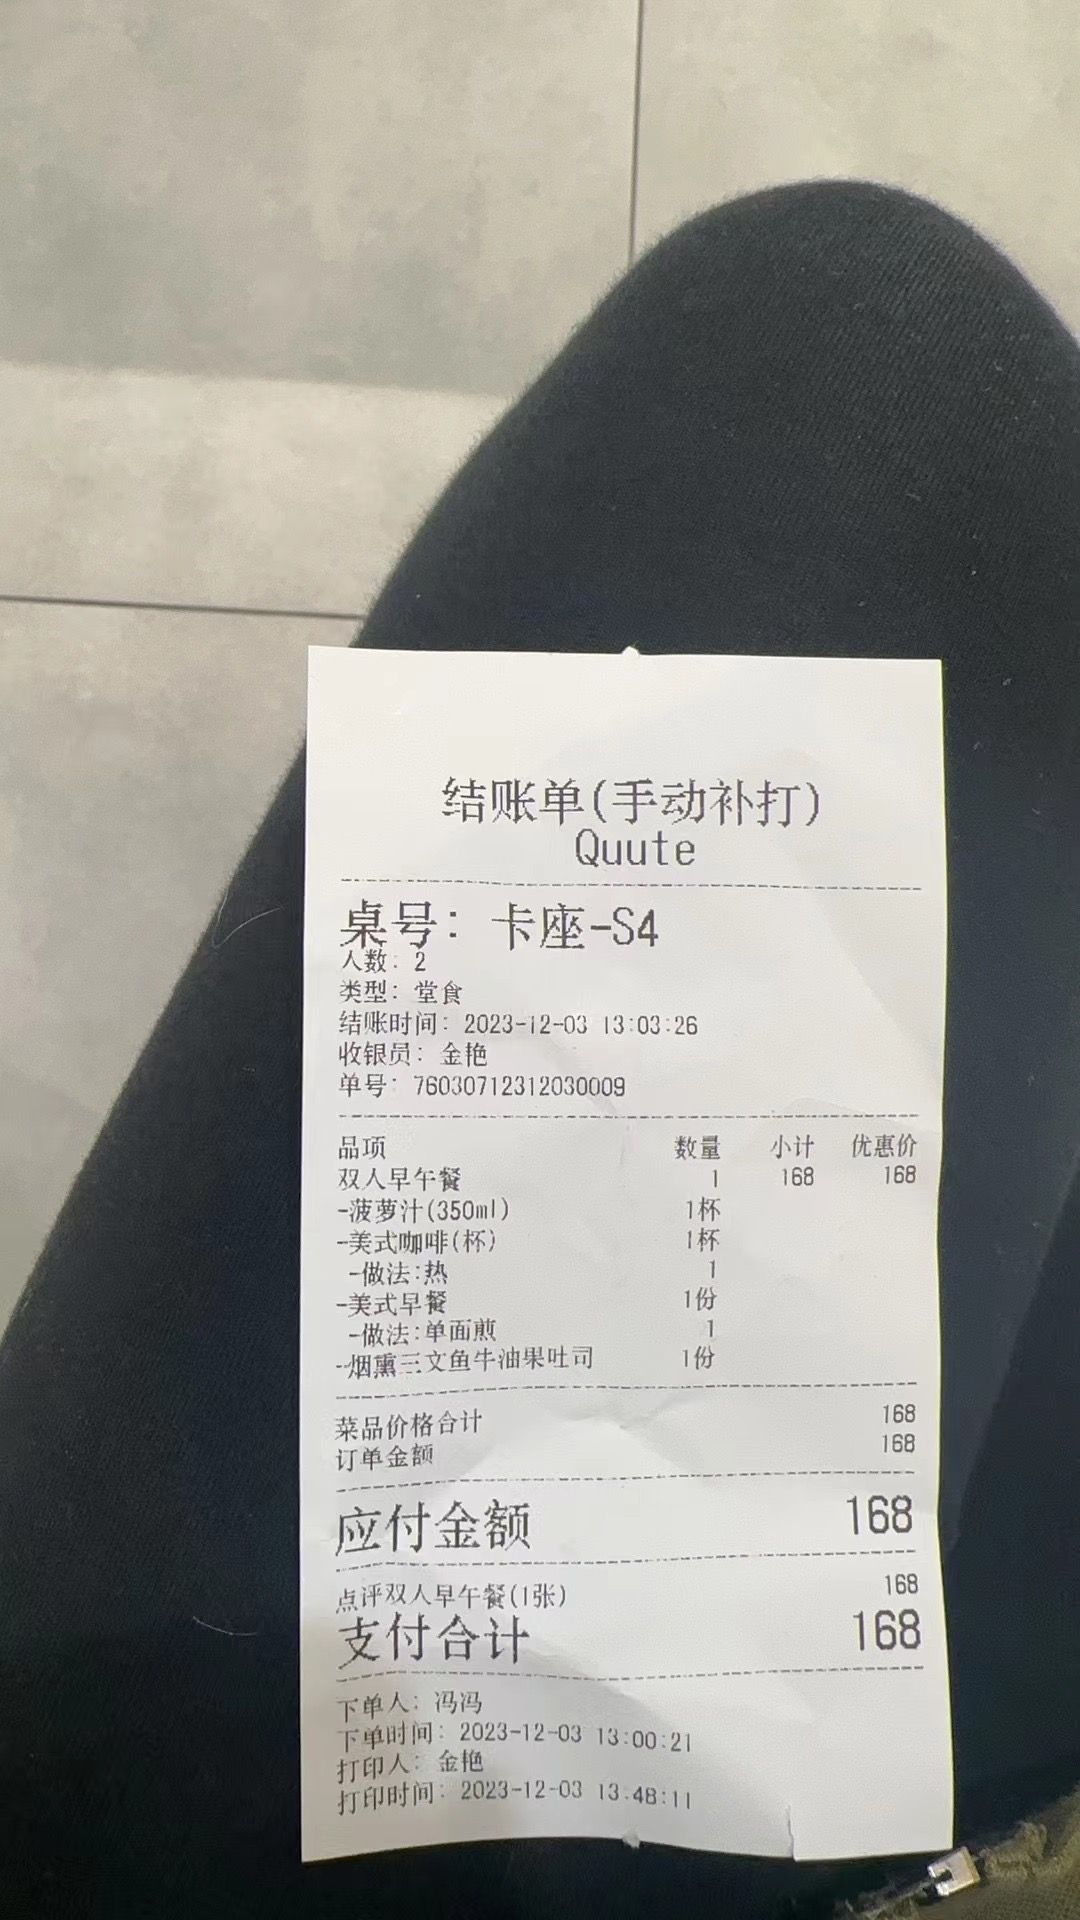 结账单(手动补打)
Quute
桌号: 卡座-S4
人数: 2
类型: 堂食
结账时间: 2023-12-03 13:03:26
收银员: 金艳
单号: 76030712312030009
品项 数量 小计 优惠价
双人早午餐 1 168 168
-菠萝汁(350ml) 1杯
-美式咖啡(杯) 1杯
-做法:热 1
-美式早餐 1份
-做法:单面煎 1
-烟熏三文鱼牛油果吐司 1份
菜品价格合计 168
订单金额 168
应付金额 168
点评双人早午餐(1张) 168
支付合计 168
下单人: 冯冯
下单时间: 2023-12-03 13:00:21
打印人: 金艳
打印时间: 2023-12-03 13:48:11